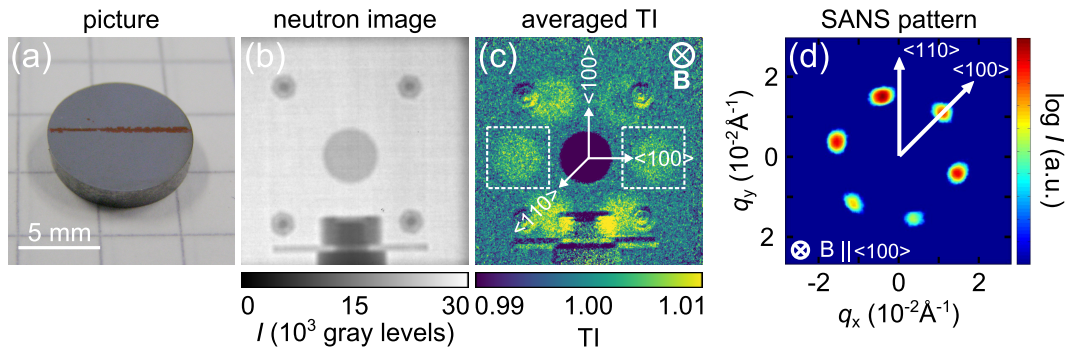 picture
neutron image
averaged TI
SANS pattern
(a)
5 mm
(b)
0 15 30
I (10³ gray levels)
(c)
B
<100>
<100>
<110>
0.99 1.00 1.01
TI
(d)
<110>
<100>
B || <100>
2
0
2
q_y (10⁻²Å⁻¹)
-2 0 2
q_x (10⁻²Å⁻¹)
log I (a.u.)